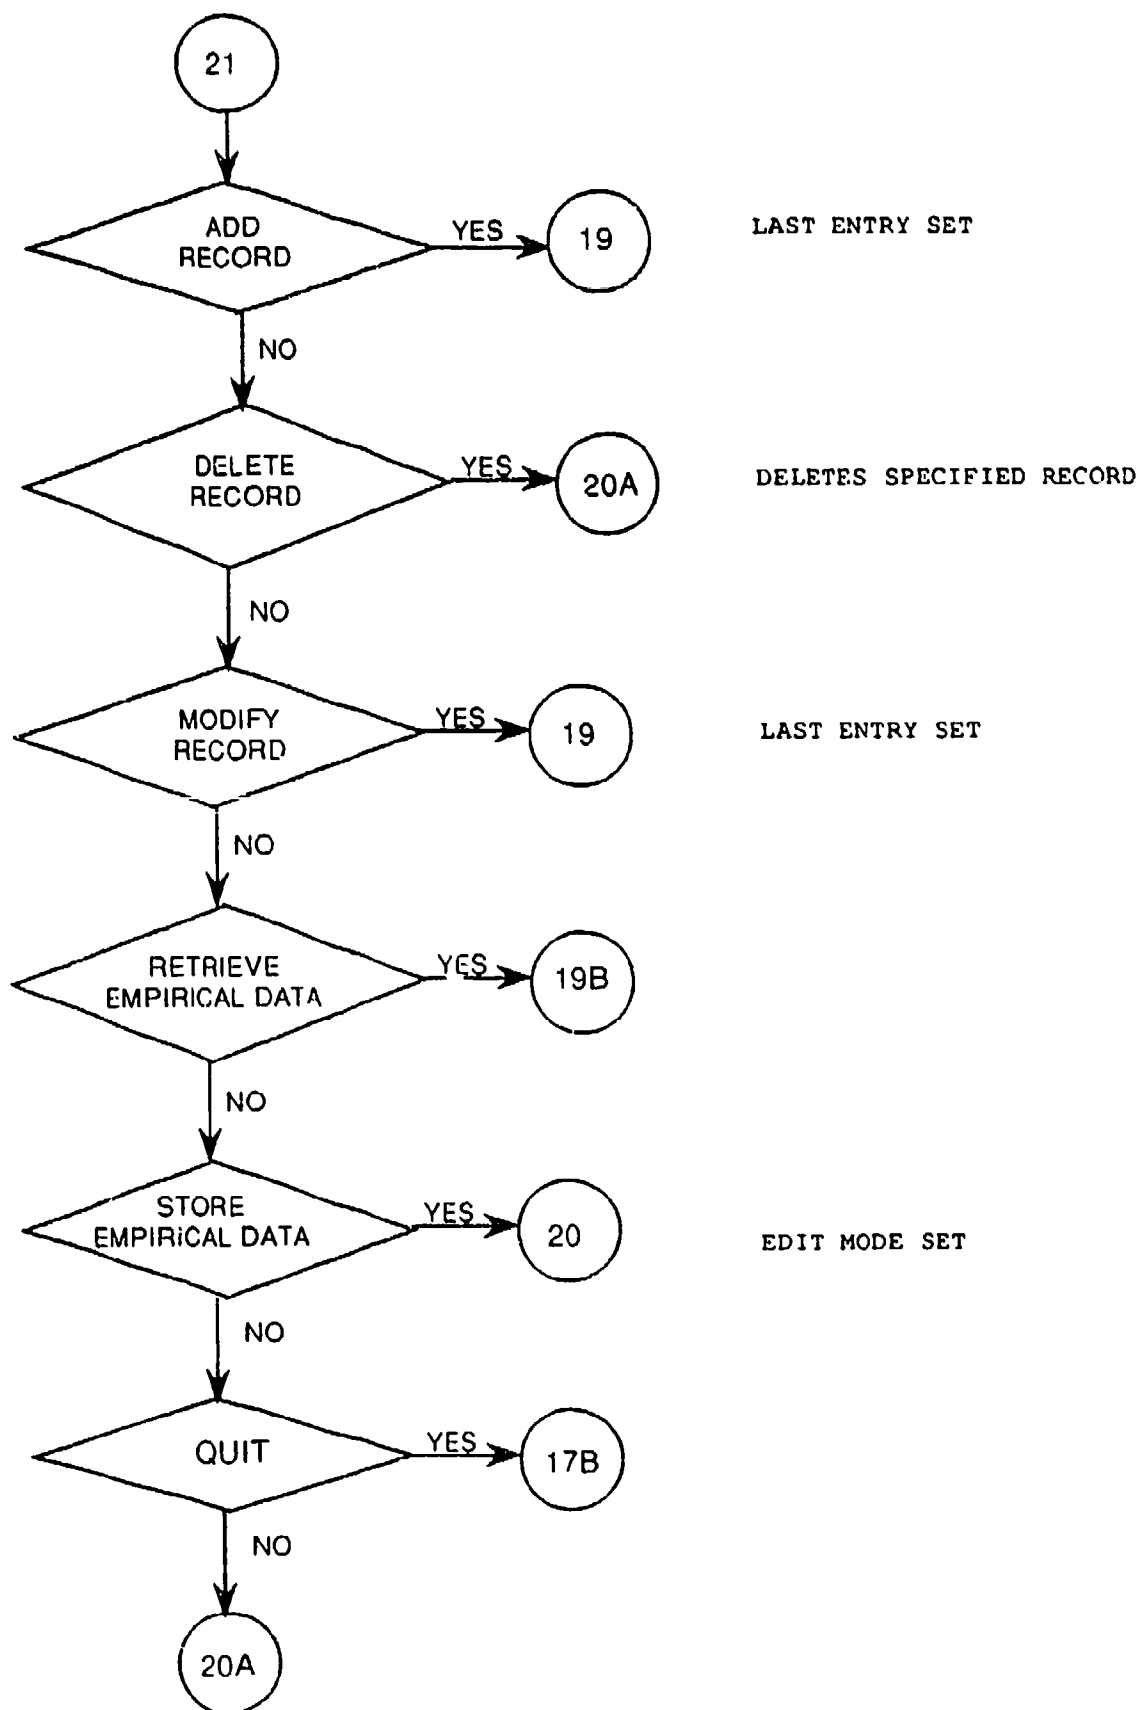 21
ADD
RECORD
YES
19
LAST ENTRY SET
NO
DELETE
RECORD
YES
20A
DELETES SPECIFIED RECORD
NO
MODIFY
RECORD
YES
19
LAST ENTRY SET
NO
RETRIEVE
EMPIRICAL DATA
YES
19B
NO
STORE
EMPIRICAL DATA
YES
20
EDIT MODE SET
NO
QUIT
YES
17B
NO
20A